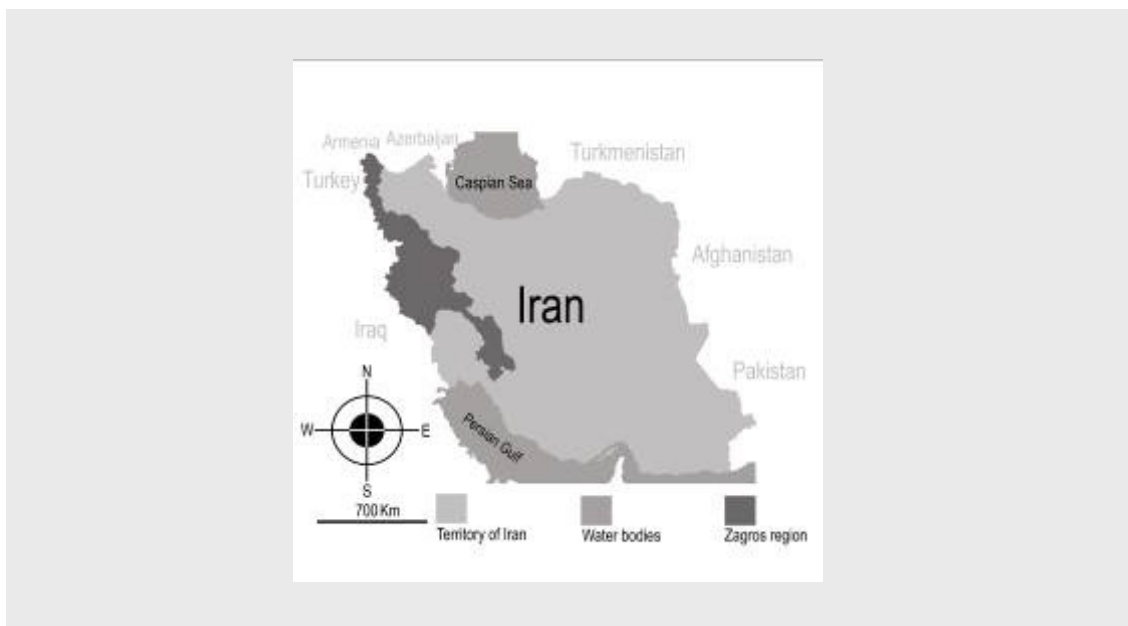 Armenia
Azerbaijan
Turkmenistan
Turkey
Caspian Sea
Afghanistan
Iran
Iraq
Pakistan
N
W
E
S
Persian Gulf
700 Km
Territory of Iran
Water bodies
Zagros region